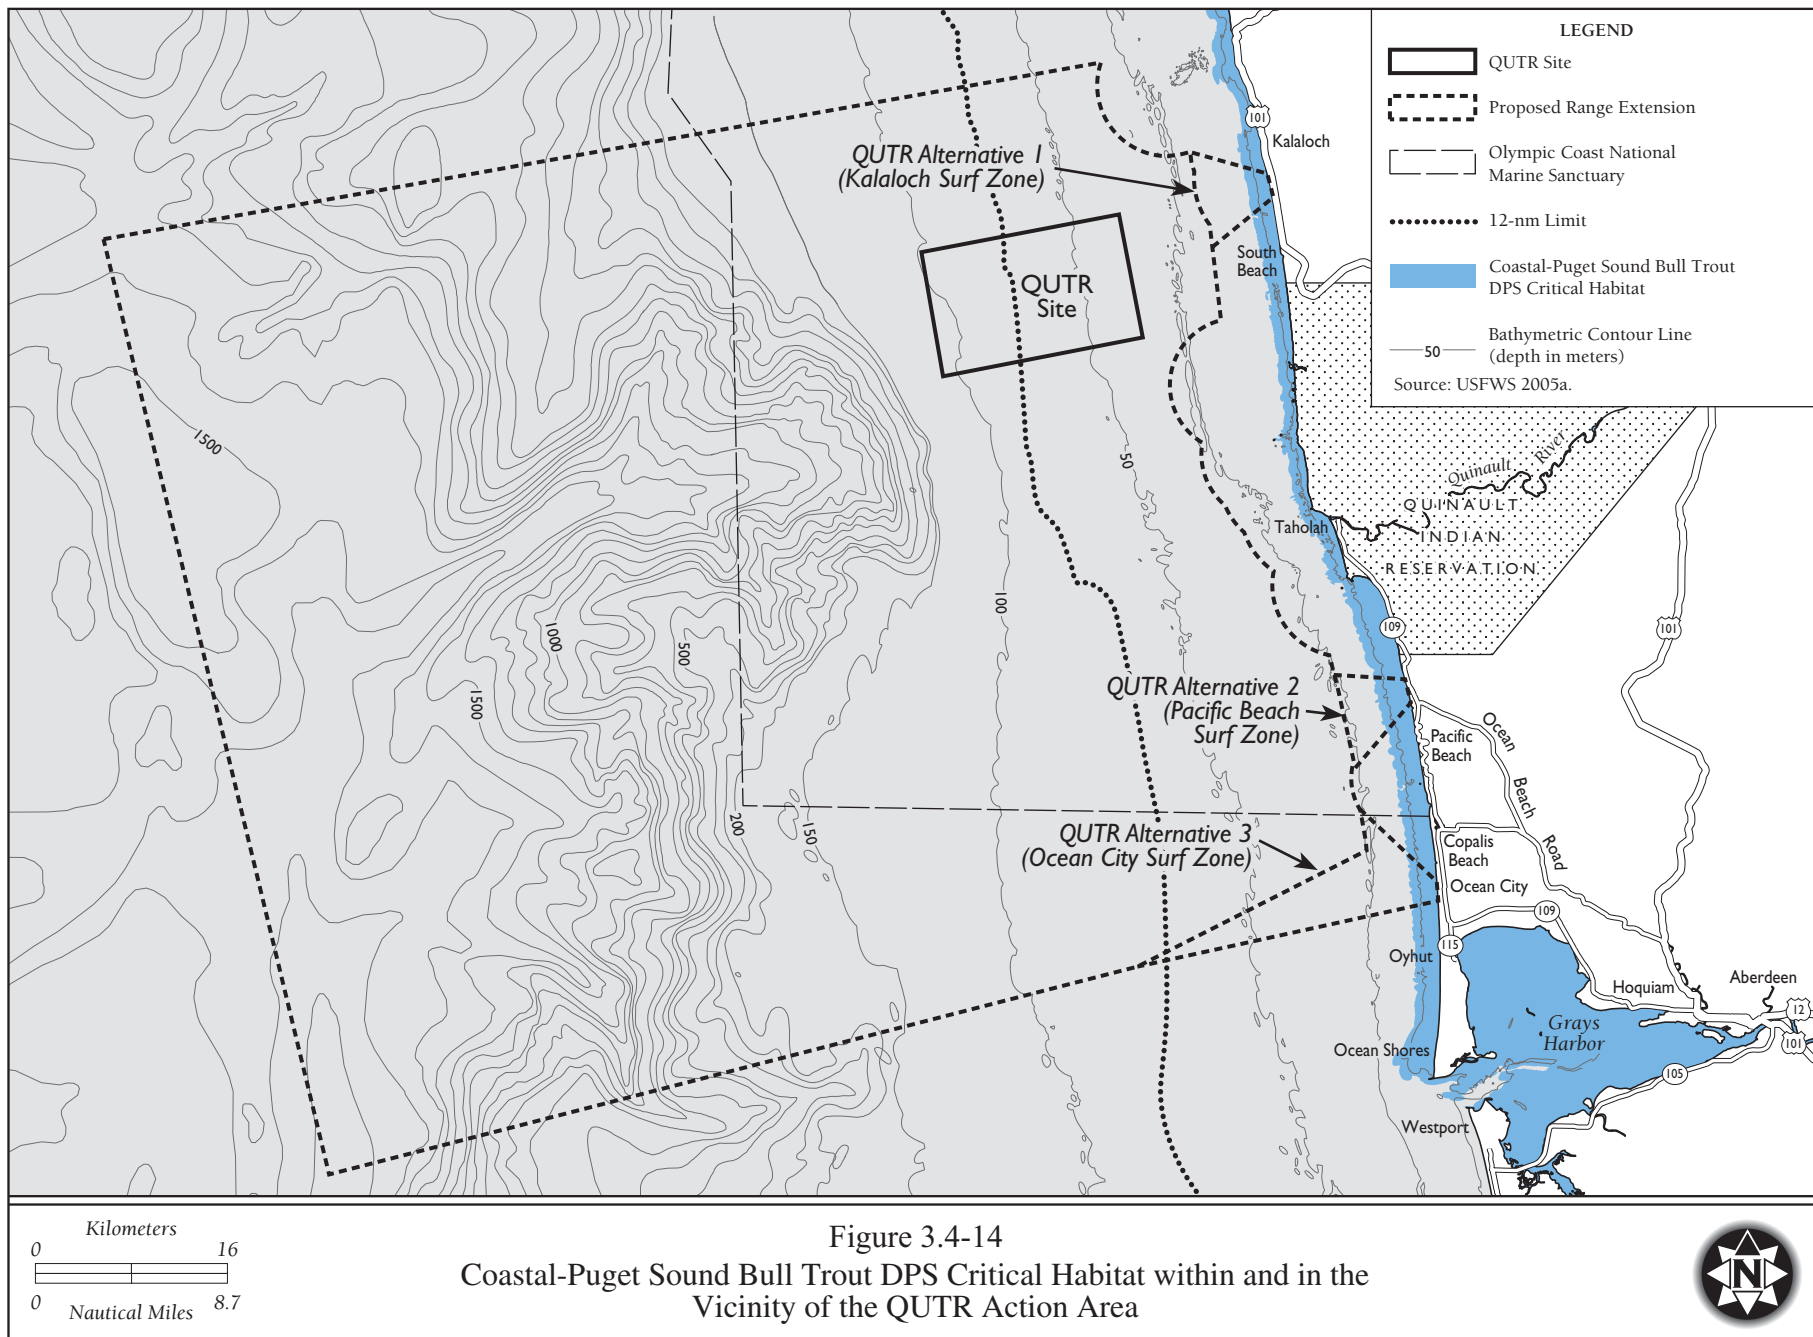 LEGEND
QUTR Site
Proposed Range Extension
Olympic Coast National
Marine Sanctuary
12-nm Limit
Coastal-Puget Sound Bull Trout
DPS Critical Habitat
50
Bathymetric Contour Line
(depth in meters)
Source: USFWS 2005a.
101
Kalaloch
QUTR Alternative 1
(Kalaloch Surf Zone)
South
Beach
QUTR
Site
1500
50
Quinault River
QUINAULT
INDIAN
RESERVATION
Taholah
100
1000
500
1500
109
101
QUTR Alternative 2
(Pacific Beach
Surf Zone)
Pacific
Beach
Ocean Beach Road
200
150
QUTR Alternative 3
(Ocean City Surf Zone)
Copalis
Beach
Ocean City
109
115
Oyhut
Hoquiam
Aberdeen
12
101
Grays
Harbor
Ocean Shores
105
Westport
Kilometers
0 16
0 8.7
Nautical Miles
Figure 3.4-14
Coastal-Puget Sound Bull Trout DPS Critical Habitat within and in the
Vicinity of the QUTR Action Area
N